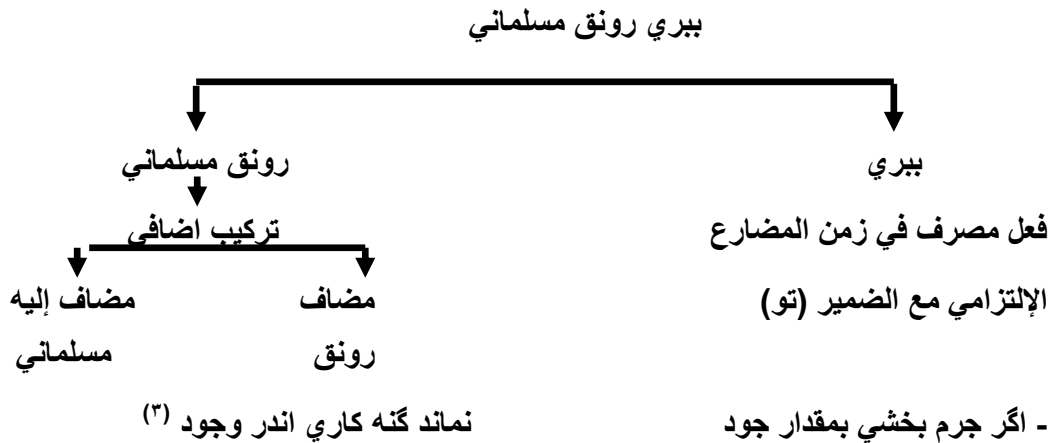 ببري رونق مسلماني
ببري
رونق مسلماني
فعل مصرف في زمن المضارع
تركيب اضافي
الإلتزامي مع الضمير (تو)
مضاف
مضاف إليه
رونق
مسلماني
- اگر جرم بخشي بمقدار جود
نماند گنه كاري اندر وجود (٣)